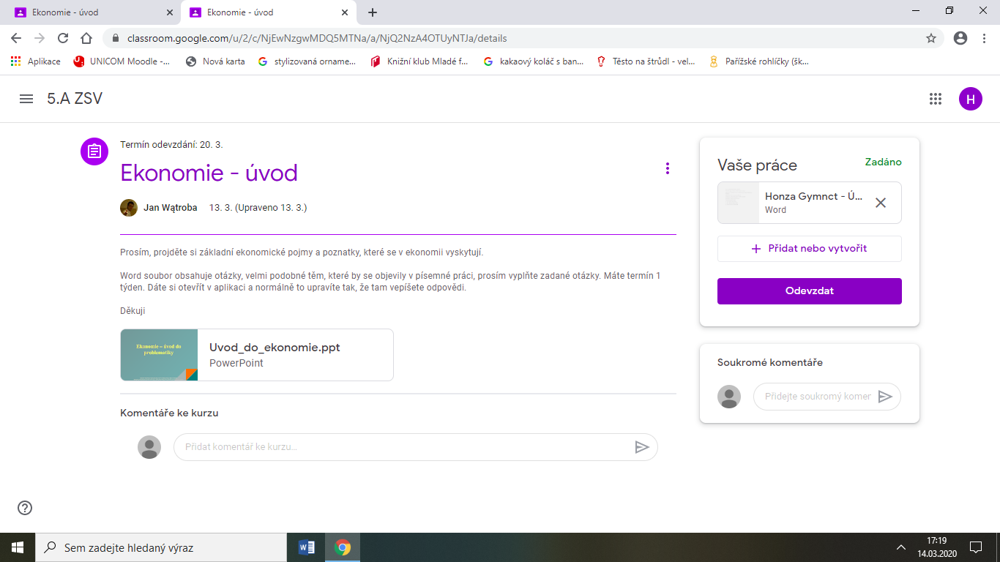 Ekonomie - úvod
Ekonomie - úvod
classroom.google.com/u/2/c/NjEwNzgwMDQ5MTNa/a/NjQ2NzA4OTUyNTJa/details
Aplikace
UNICOM Moodle -...
Nová karta
stylizovaná orname...
Knižní klub Mladé f...
kakaový koláč s ban...
Těsto na štrúdl - vel...
Pařížské rohlíčky (šk...
5.A ZSV
H
Termín odevzdání: 20. 3.
Ekonomie - úvod
Jan Wątroba 13. 3. (Upraveno 13. 3.)
Prosím, projděte si základní ekonomické pojmy a poznatky, které se v ekonomii vyskytují.
Word soubor obsahuje otázky, velmi podobné těm, které by se objevily v písemné práci, prosím vyplňte zadané otázky. Máte termín 1
týden. Dáte si otevřít v aplikaci a normálně to upravíte tak, že tam vepíšete odpovědi.
Děkuji
Ekonomie – úvod do
problematiky
Uvod_do_ekonomie.ppt
PowerPoint
Komentáře ke kurzu
Přidat komentář ke kurzu...
Vaše práce
Zadáno
Honza Gymnct - Ú...
Word
Přidat nebo vytvořit
Odevzdat
Soukromé komentáře
Přidejte soukromý komer
Sem zadejte hledaný výraz
17:19
14.03.2020